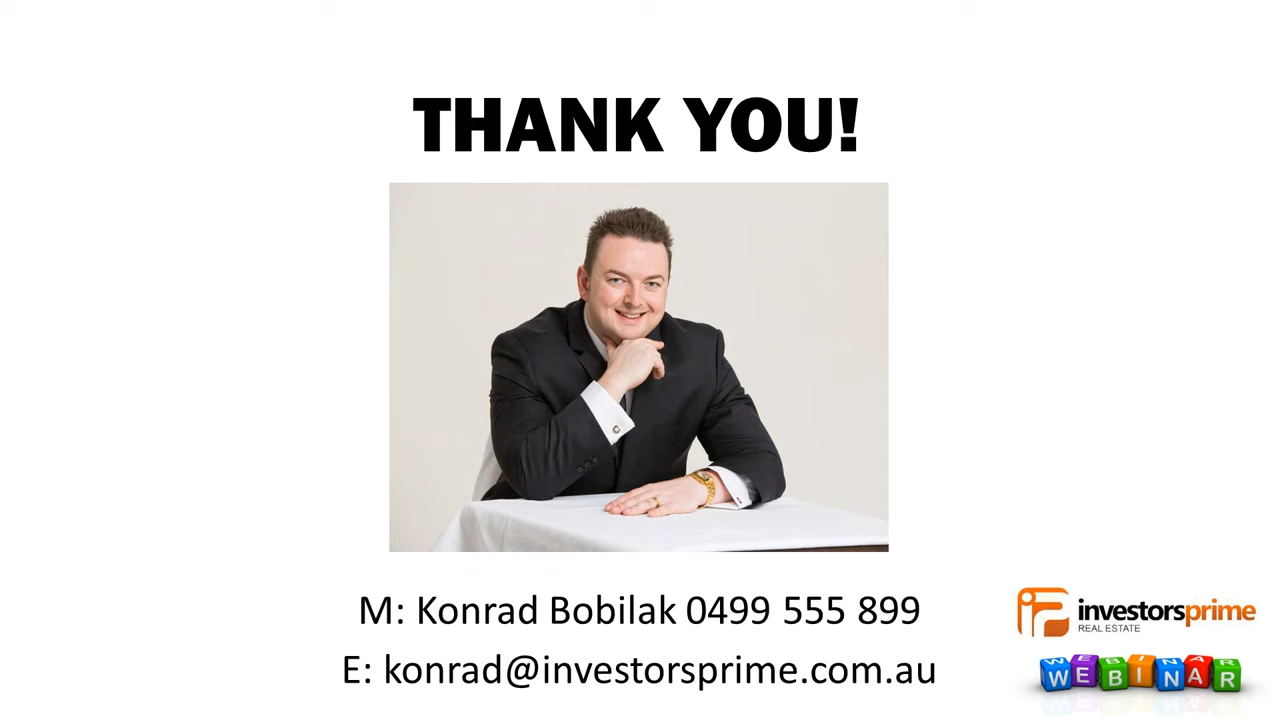 THANK YOU!
M: Konrad Bobilak 0499 555 899
E: konrad@investorsprime.com.au
investorsprime
REAL ESTATE
WEBINAR